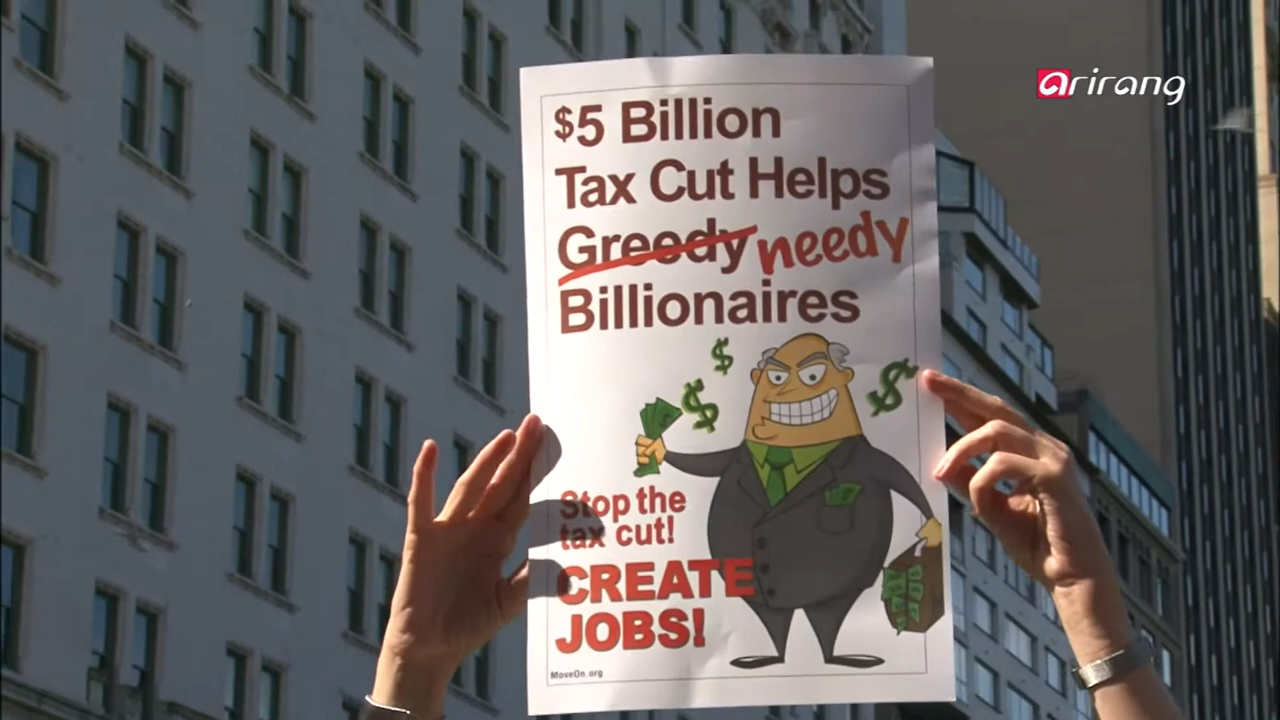 $5 Billion
Tax Cut Helps
Greedy needy
Billionaires
$ $ $
Stop the
tax cut!
CREATE
JOBS!
MoveOn.org
arirang